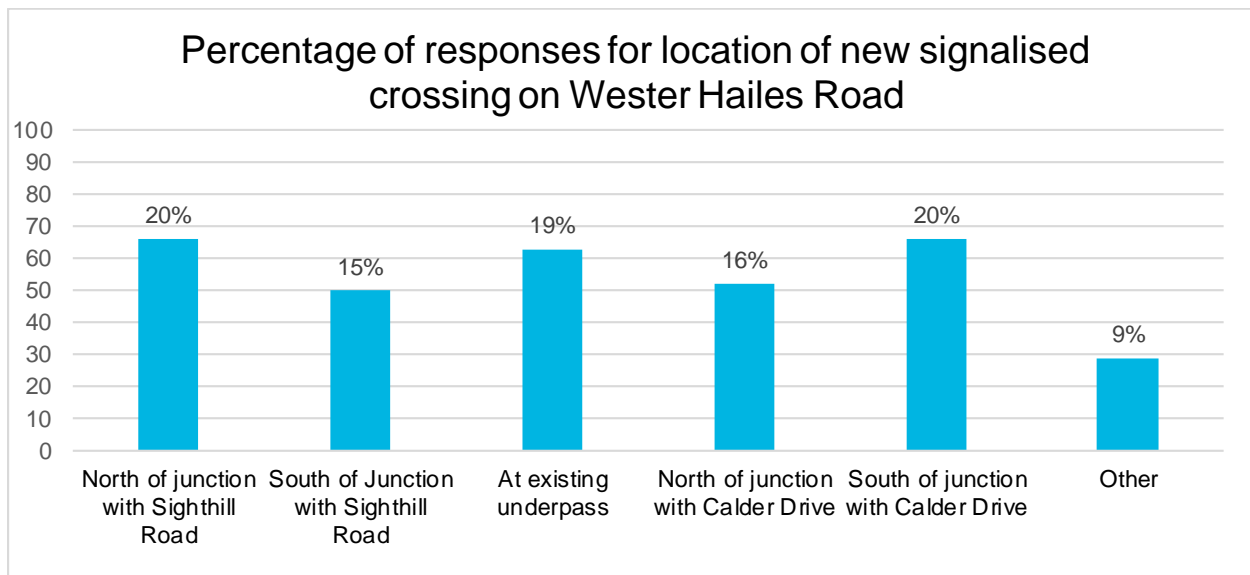 Percentage of responses for location of new signalised
crossing on Wester Hailes Road
100
90
80
70
60
50
40
30
20
10
0
20%
15%
19%
16%
20%
9%
North of junction
with Sighthill
Road
South of Junction
with Sighthill
Road
At existing
underpass
North of junction
with Calder Drive
South of junction
with Calder Drive
Other